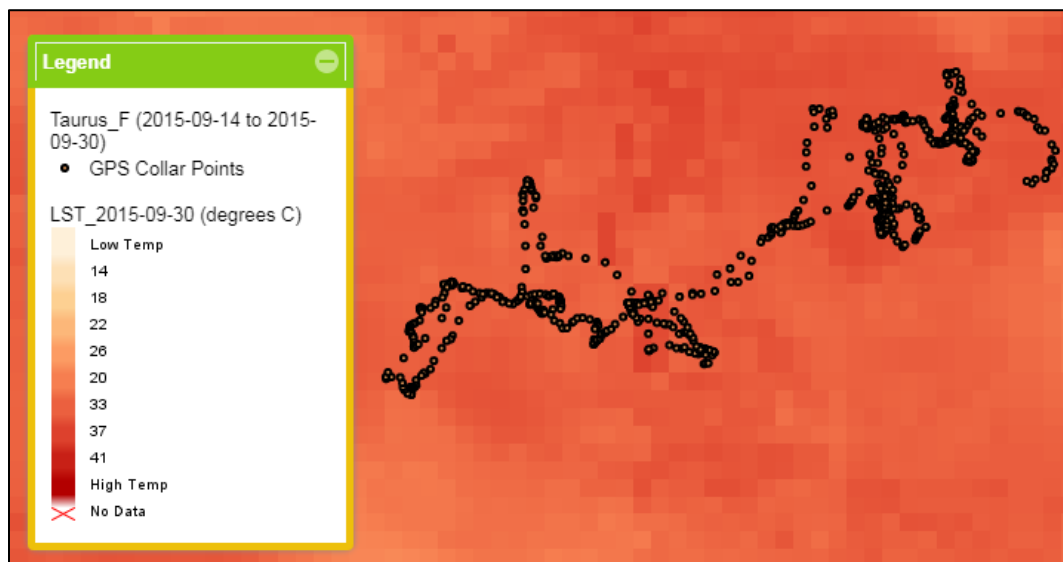 Legend
Taurus_F (2015-09-14 to 2015-
09-30)
GPS Collar Points
LST_2015-09-30 (degrees C)
Low Temp
14
18
22
26
20
33
37
41
High Temp
No Data